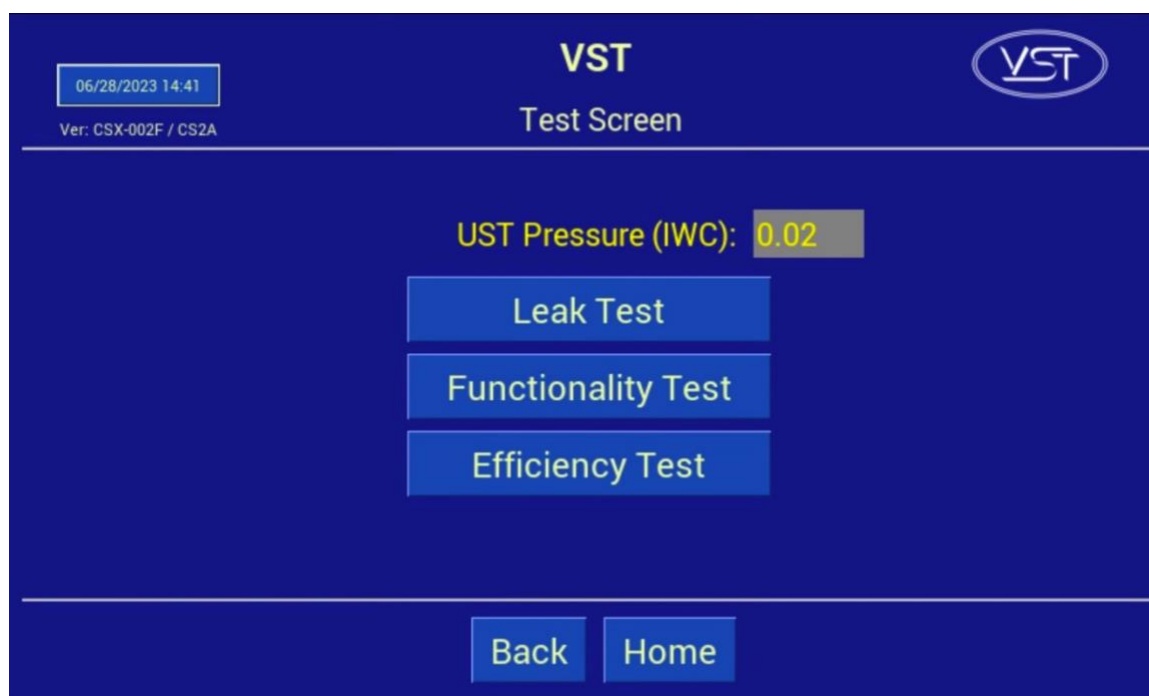 VST
VST
06/28/2023 14:41
Test Screen
Ver: CSX-002F / CS2A
UST Pressure (IWC): 0.02
Leak Test
Functionality Test
Efficiency Test
Back Home